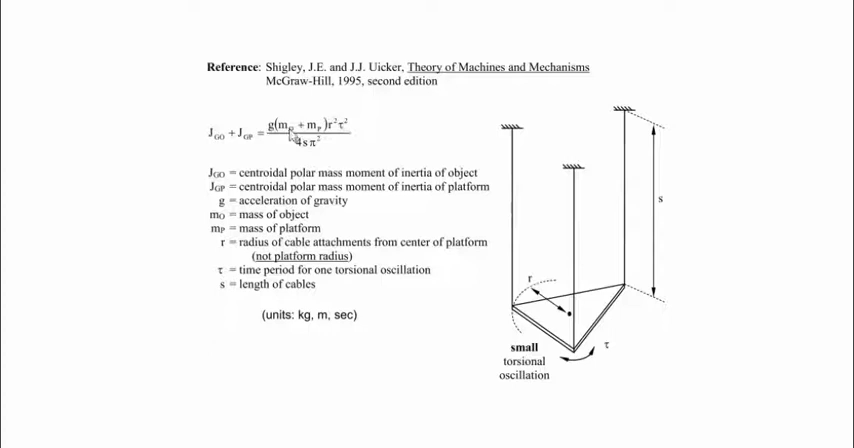 Reference: Shigley, J.E. and J.J. Uicker, Theory of Machines and Mechanisms
McGraw-Hill, 1995, second edition
J_GO + J_GP = g(m_O + m_P)r²τ² / 4sπ²
J_GO = centroidal polar mass moment of inertia of object
J_GP = centroidal polar mass moment of inertia of platform
g = acceleration of gravity
m_O = mass of object
m_P = mass of platform
r = radius of cable attachments from center of platform
(not platform radius)
τ = time period for one torsional oscillation
s = length of cables
(units: kg, m, sec)
s
r
τ
small
torsional
oscillation